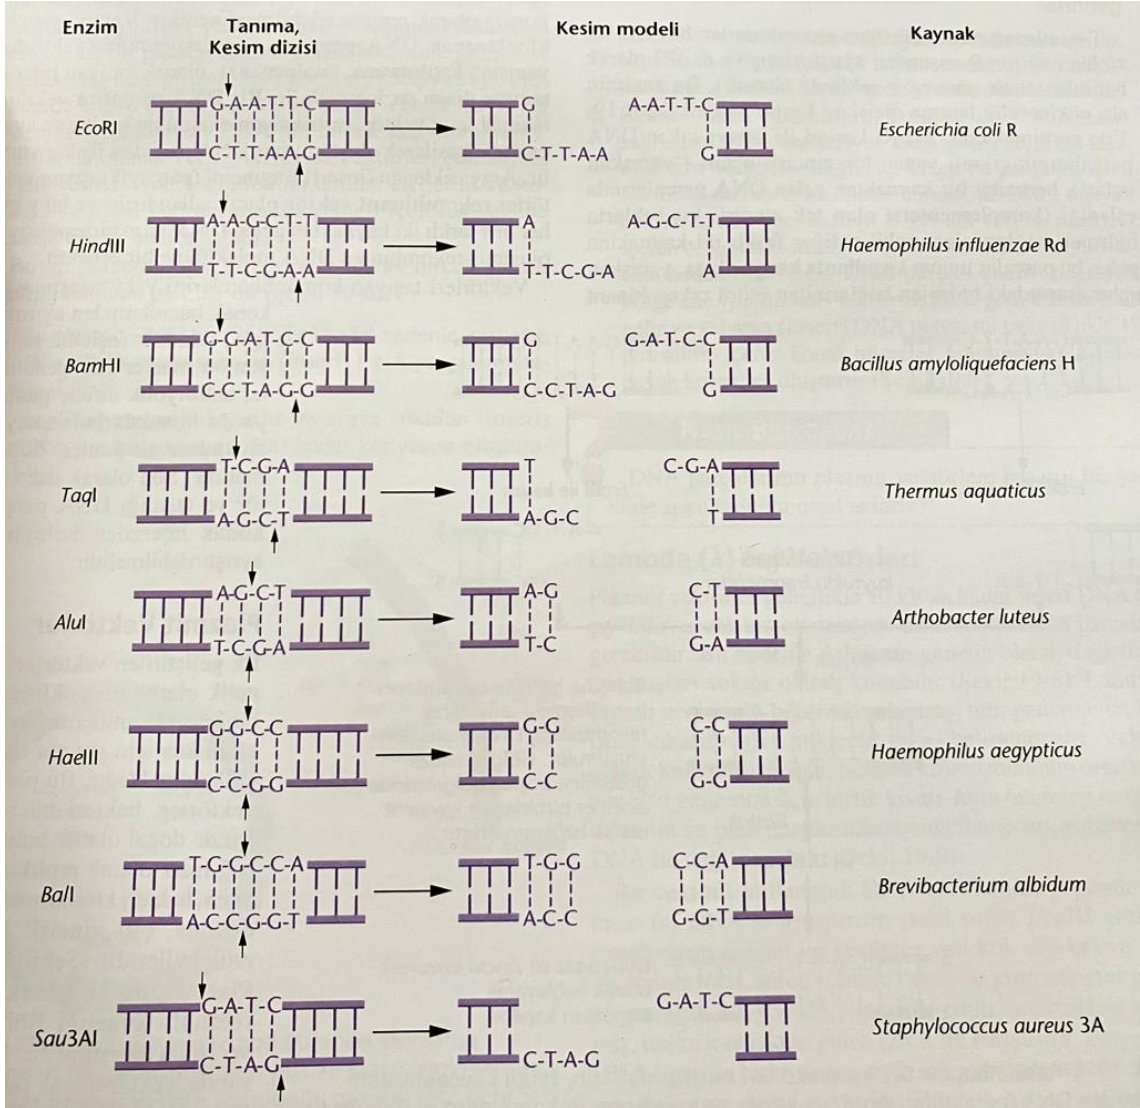 Enzim
Tanıma,
Kesim dizisi
Kesim modeli
Kaynak
EcoRI
G-A-A-T-T-C
C-T-T-A-A-G
G
C-T-T-A-A
A-A-T-T-C
G
Escherichia coli R
HindIII
A-A-G-C-T-T
T-T-C-G-A-A
A
T-T-C-G-A
A-G-C-T-T
A
Haemophilus influenzae Rd
BamHI
G-G-A-T-C-C
C-C-T-A-G-G
G
C-C-T-A-G
G-A-T-C-C
G
Bacillus amyloliquefaciens H
TaqI
T-C-G-A
A-G-C-T
T
A-G-C
C-G-A
T
Thermus aquaticus
AluI
A-G-C-T
T-C-G-A
A-G
T-C
C-T
G-A
Arthobacter luteus
HaeIII
G-G-C-C
C-C-G-G
G-G
C-C
C-C
G-G
Haemophilus aegypticus
BalI
T-G-G-C-C-A
A-C-C-G-G-T
T-G-G
A-C-C
C-C-A
G-G-T
Brevibacterium albidum
Sau3AI
G-A-T-C
C-T-A-G
C-T-A-G
G-A-T-C
Staphylococcus aureus 3A